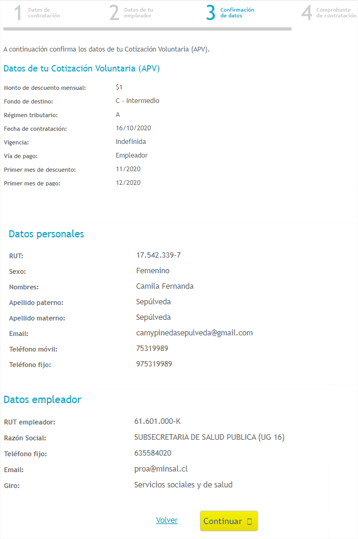 1 Datos de contratación
2 Datos de tu empleador
3 Confirmación de datos
4 Comprobante de contratación
A continuación confirma los datos de tu Cotización Voluntaria (APV).
Datos de tu Cotización Voluntaria (APV)
Monto de descuento mensual: $1
Fondo de destino: C - Intermedio
Régimen tributario: A
Fecha de contratación: 16/10/2020
Vigencia: Indefinida
Vía de pago: Empleador
Primer mes de descuento: 11/2020
Primer mes de pago: 12/2020
Datos personales
RUT: 17.542.339-7
Sexo: Femenino
Nombres: Camila Fernanda
Apellido paterno: Sepúlveda
Apellido materno: Sepúlveda
Email: camypinedasepulveda@gmail.com
Teléfono móvil: 75319989
Teléfono fijo: 975319989
Datos empleador
RUT empleador: 61.601.000-K
Razón Social: SUBSECRETARIA DE SALUD PUBLICA (UG 16)
Teléfono fijo: 635584020
Email: proa@minsal.cl
Giro: Servicios sociales y de salud
Volver Continuar